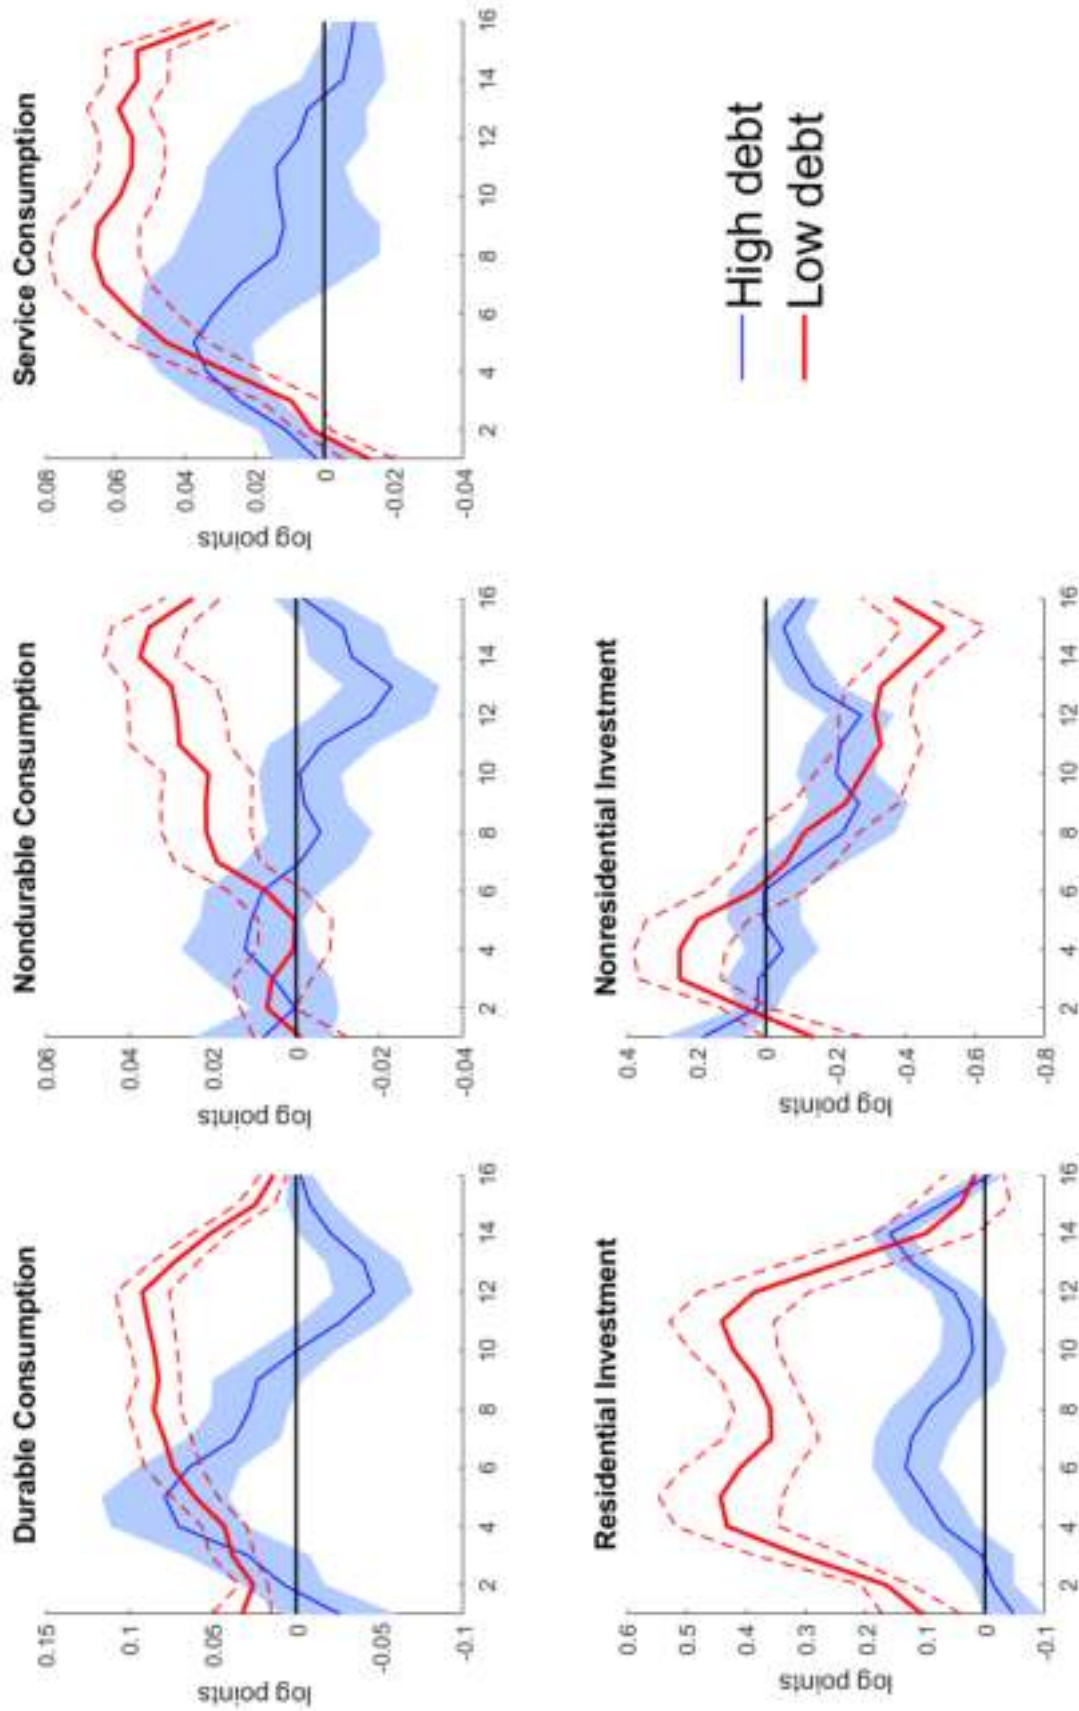 Durable Consumption
0.15
0.1
0.05
0
-0.05
-0.1
log points
2 4 6 8 10 12 14 16
Nondurable Consumption
0.06
0.04
0.02
0
-0.02
-0.04
log points
2 4 6 8 10 12 14 16
Service Consumption
0.08
0.06
0.04
0.02
0
-0.02
-0.04
log points
2 4 6 8 10 12 14 16
Residential Investment
0.6
0.5
0.4
0.3
0.2
0.1
0
-0.1
log points
2 4 6 8 10 12 14 16
Nonresidential Investment
0.4
0.2
0
-0.2
-0.4
-0.6
-0.8
log points
2 4 6 8 10 12 14 16
High debt
Low debt